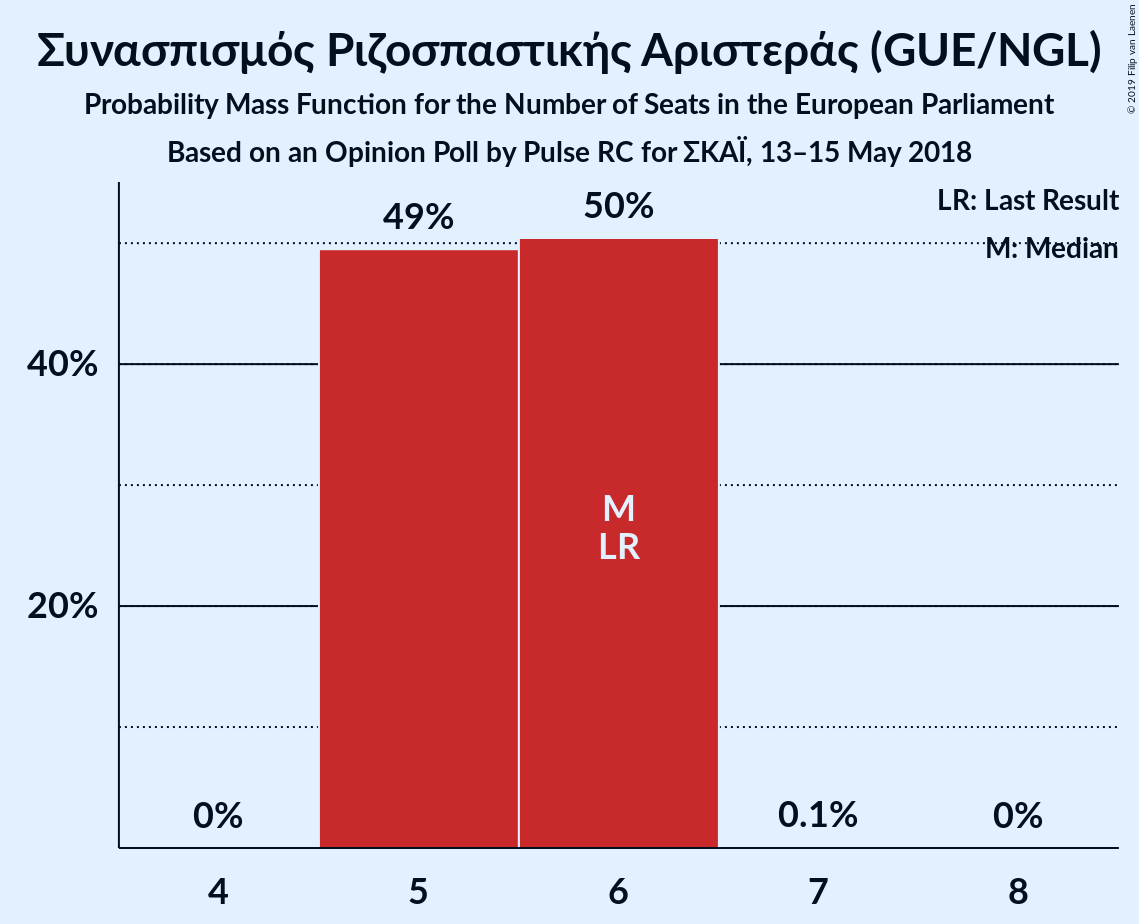 Συνασπισμός Ριζοσπαστικής Αριστεράς (GUE/NGL)
Probability Mass Function for the Number of Seats in the European Parliament
Based on an Opinion Poll by Pulse RC for ΣΚΑΪ, 13–15 May 2018
© 2019 Filip van Laenen
LR: Last Result
M: Median
49%
50%
40%
20%
M
LR
0%
0.1%
0%
4
5
6
7
8